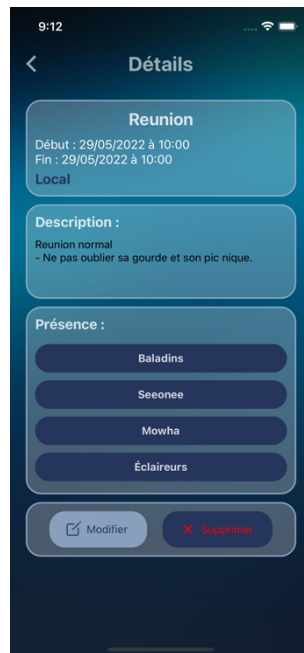 9:12
Détails
Reunion
Début : 29/05/2022 à 10:00
Fin : 29/05/2022 à 10:00
Local
Description :
Reunion normal
- Ne pas oublier sa gourde et son pic nique.
Présence :
Baladins
Seeonee
Mowha
Éclaireurs
Modifier
Supprimer